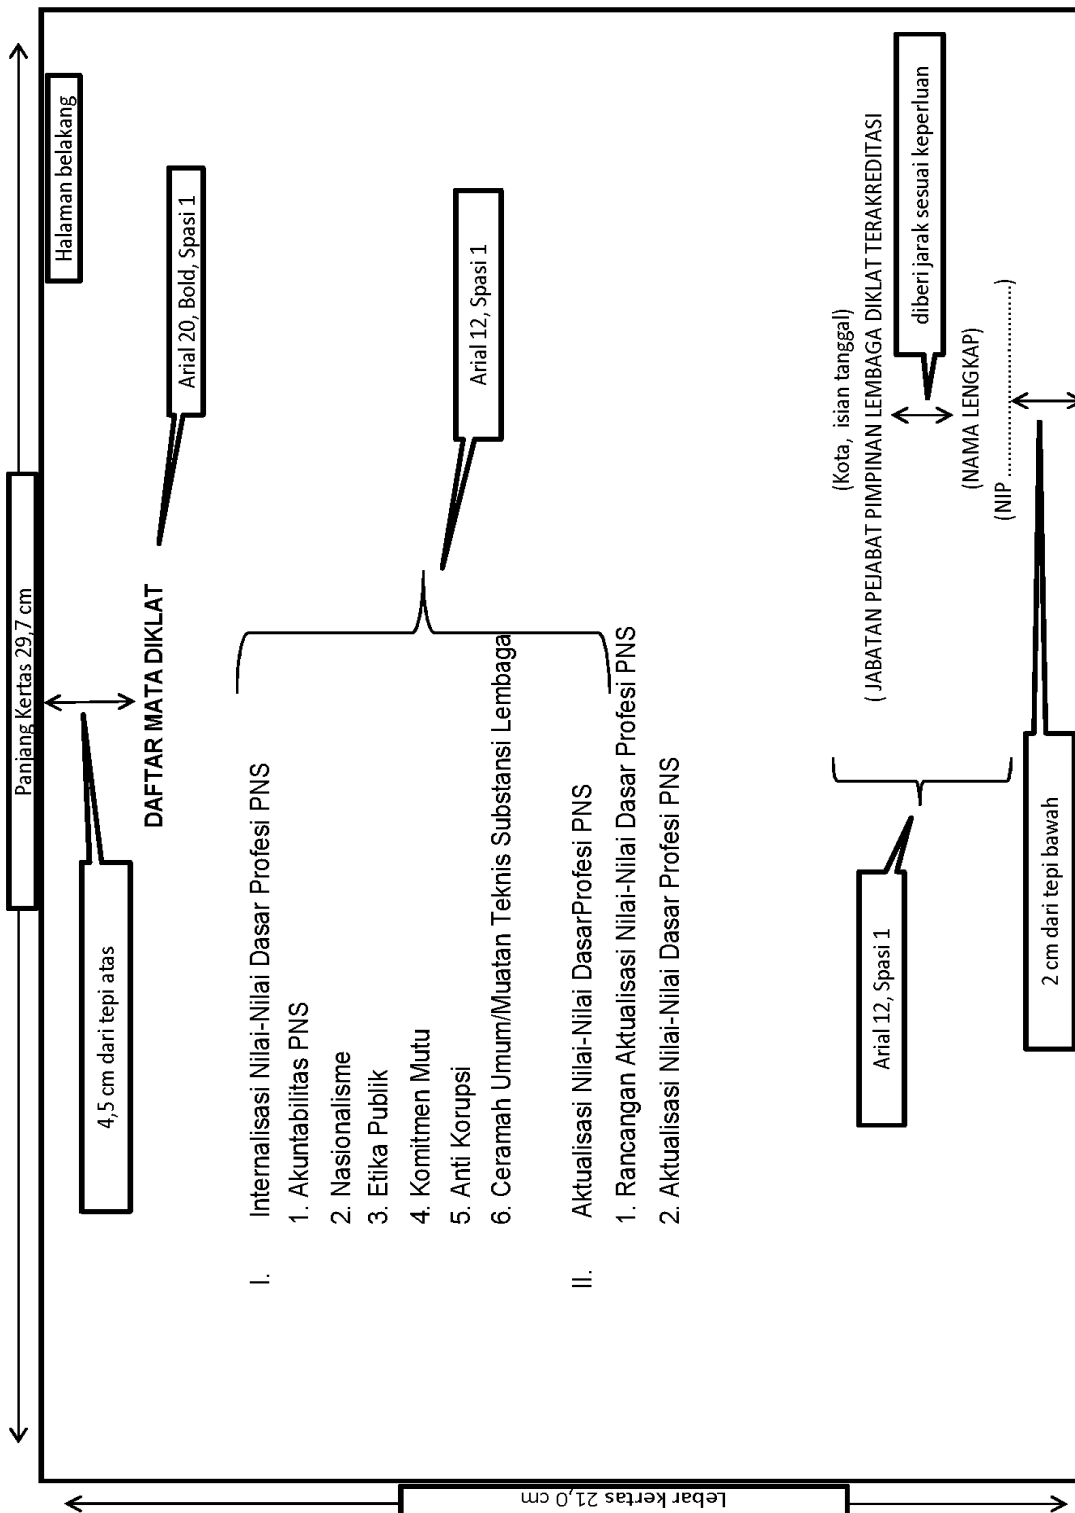 Panjang Kertas 29,7 cm
Halaman belakang
4,5 cm dari tepi atas
DAFTAR MATA DIKLAT
Arial 20, Bold, Spasi 1
I. Internalisasi Nilai-Nilai Dasar Profesi PNS
1. Akuntabilitas PNS
2. Nasionalisme
3. Etika Publik
4. Komitmen Mutu
5. Anti Korupsi
6. Ceramah Umum/Muatan Teknis Substansi Lembaga
Arial 12, Spasi 1
II. Aktualisasi Nilai-Nilai DasarProfesi PNS
1. Rancangan Aktualisasi Nilai-Nilai Dasar Profesi PNS
2. Aktualisasi Nilai-Nilai Dasar Profesi PNS
(Kota, isian tanggal)
( JABATAN PEJABAT PIMPINAN LEMBAGA DIKLAT TERAKREDITASI
diberi jarak sesuai keperluan
Arial 12, Spasi 1
(NAMA LENGKAP)
(NIP ........................)
2 cm dari tepi bawah
Lebar kertas 21,0 cm